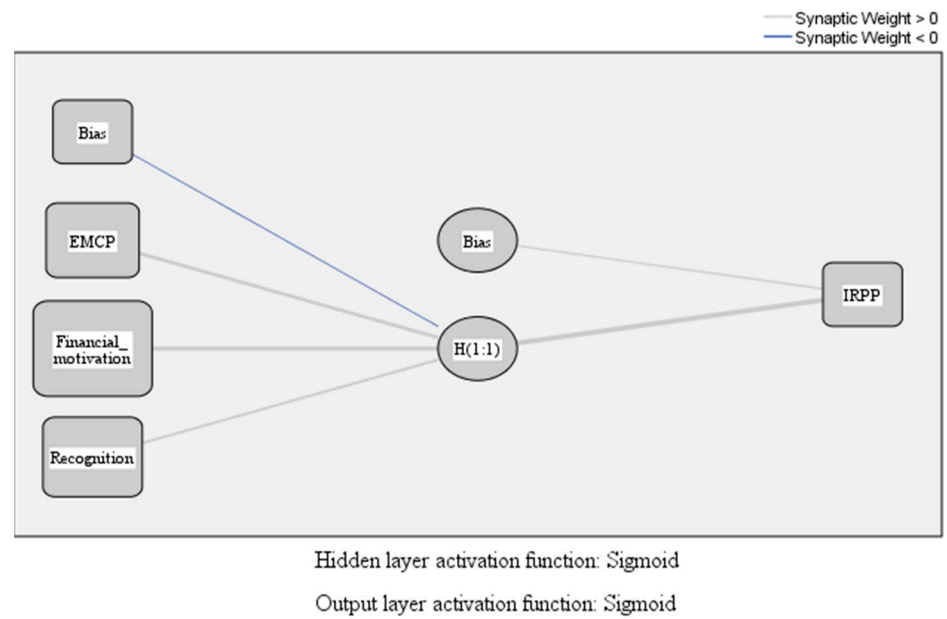 Synaptic Weight > 0
Synaptic Weight < 0
Bias
EMCP
Financial_
motivation
Recognition
Bias
H(1:1)
IRPP
Hidden layer activation function: Sigmoid
Output layer activation function: Sigmoid